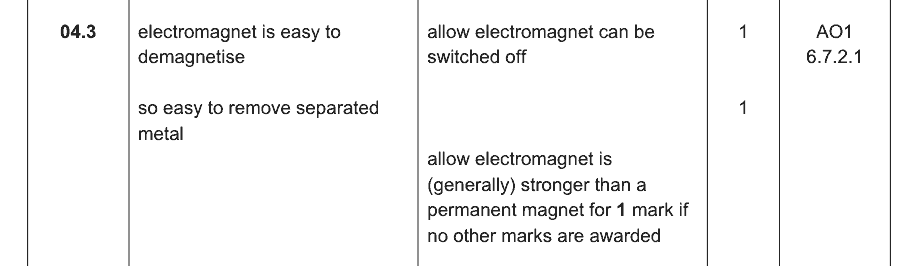 04.3 electromagnet is easy to allow electromagnet can be 1 AO1
demagnetise switched off 6.7.2.1
so easy to remove separated 1
metal
allow electromagnet is
(generally) stronger than a
permanent magnet for 1 mark if
no other marks are awarded